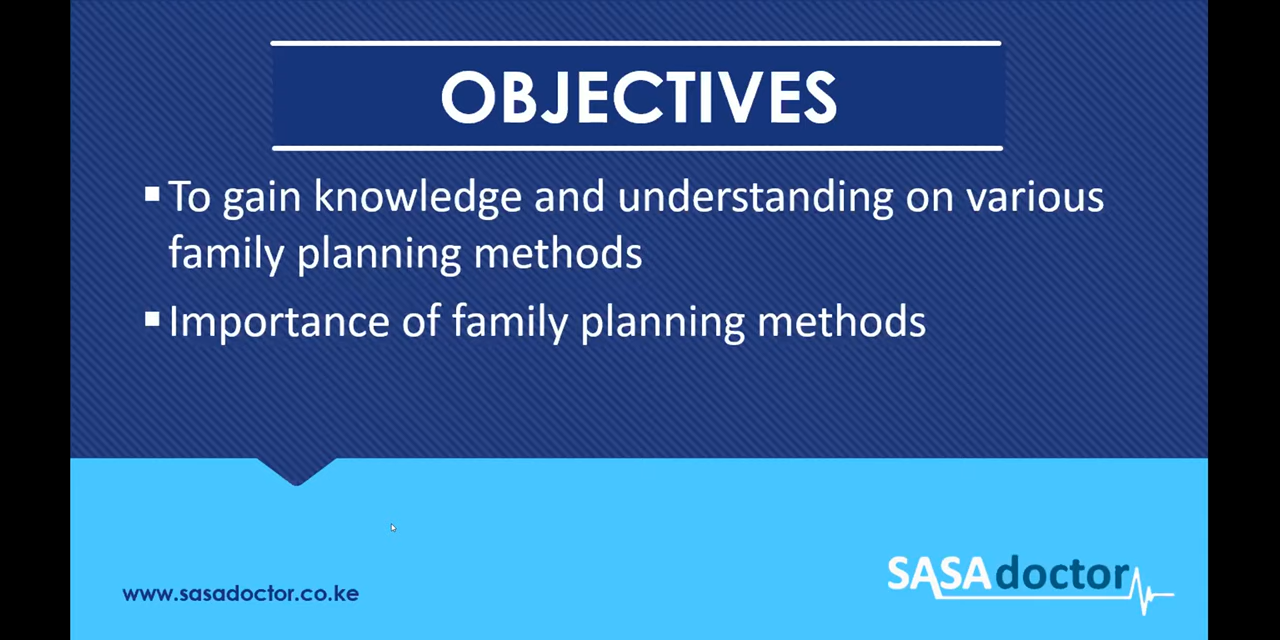 OBJECTIVES
To gain knowledge and understanding on various
family planning methods
Importance of family planning methods
www.sasadoctor.co.ke
SASAdoctor